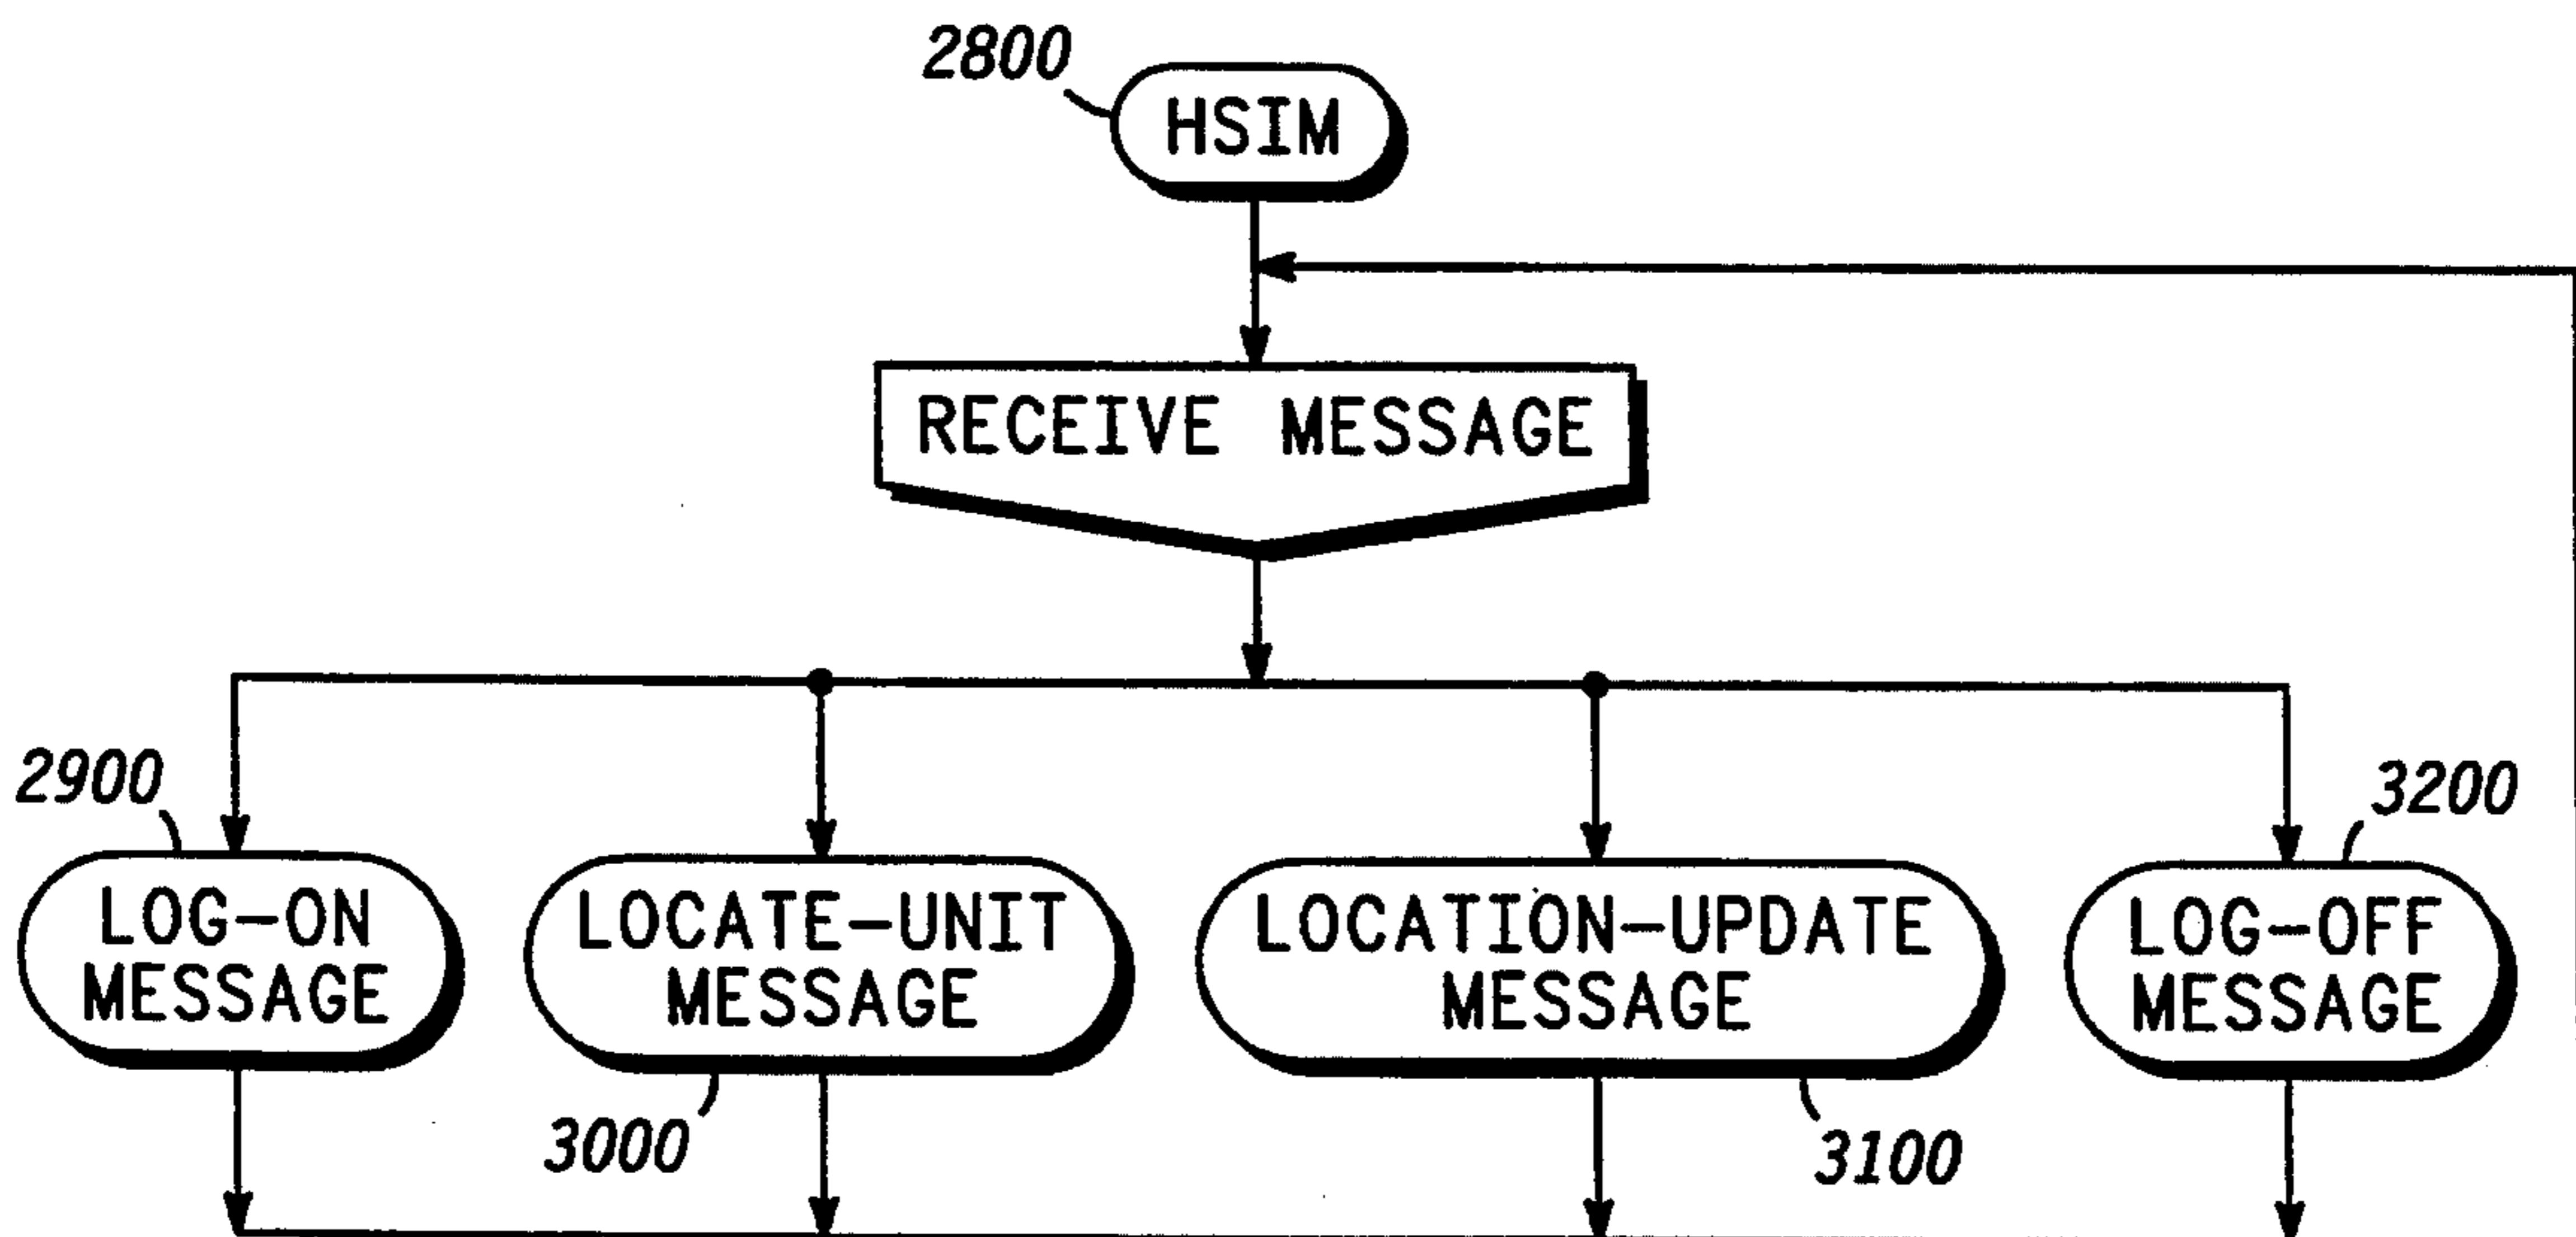 2800
HSIM
RECEIVE MESSAGE
2900
3200
LOG-ON
MESSAGE
LOCATE-UNIT
MESSAGE
LOCATION-UPDATE
MESSAGE
LOG-OFF
MESSAGE
3000
3100